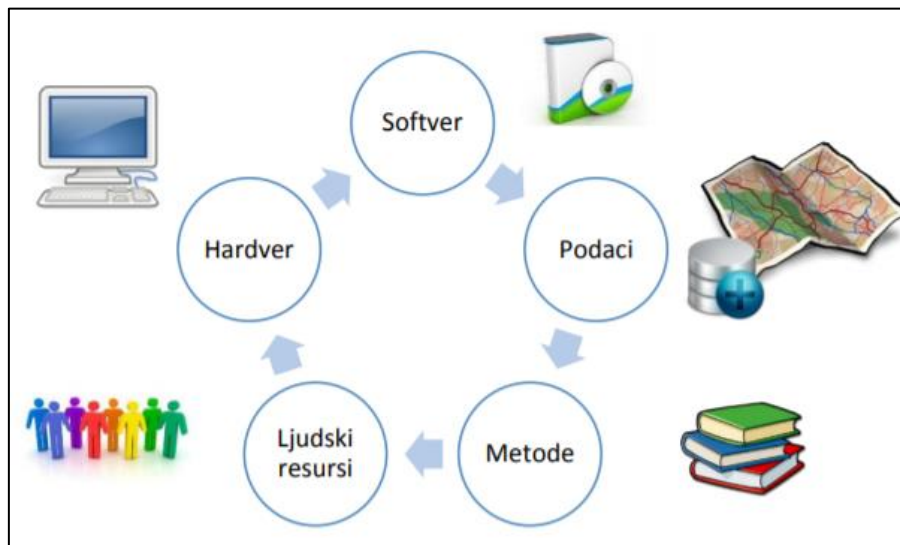 Softver
Hardver
Podaci
Ljudski
resursi
Metode